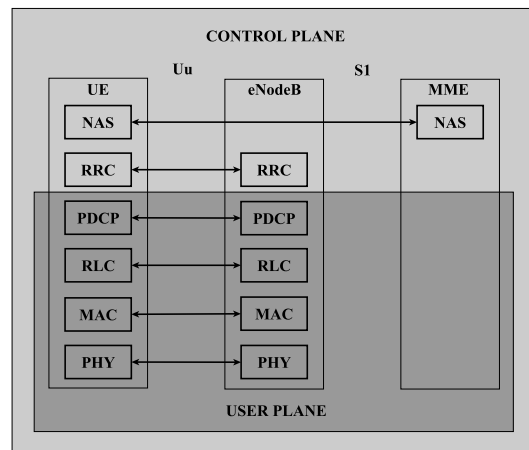 CONTROL PLANE
Uu S1
UE eNodeB MME
NAS NAS
RRC RRC
PDCP PDCP
RLC RLC
MAC MAC
PHY PHY
USER PLANE